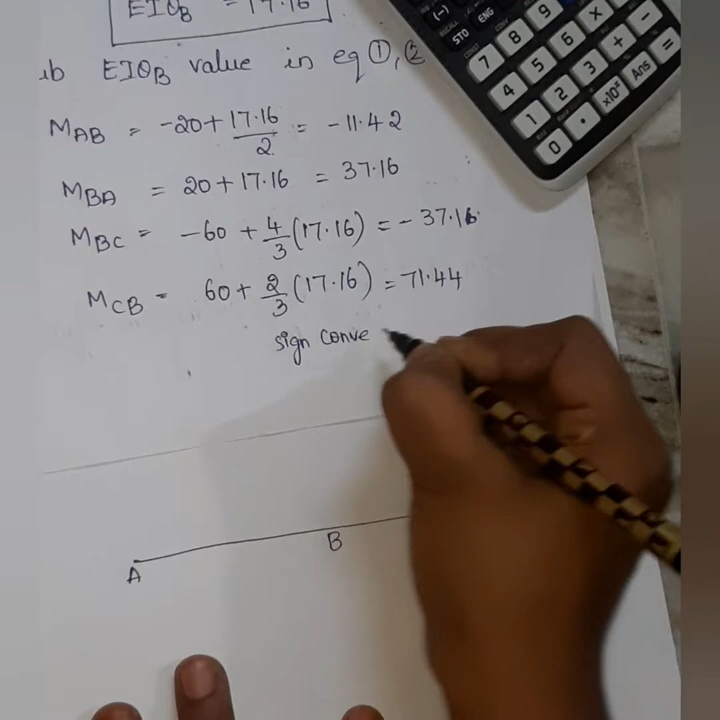 EIΘB = 17.16
ub EIΘB value in eq ①, ②
MAB = -20 + 17.16/2 = -11.42
MBA = 20 + 17.16 = 37.16
MBC = -60 + 4/3 (17.16) = -37.16
MCB = 60 + 2/3 (17.16) = 71.44
sign conve
A B
(-) STO ENG
7 8 9
4 5 6 ×
1 2 3 + -
0 . ×10ˣ Ans =